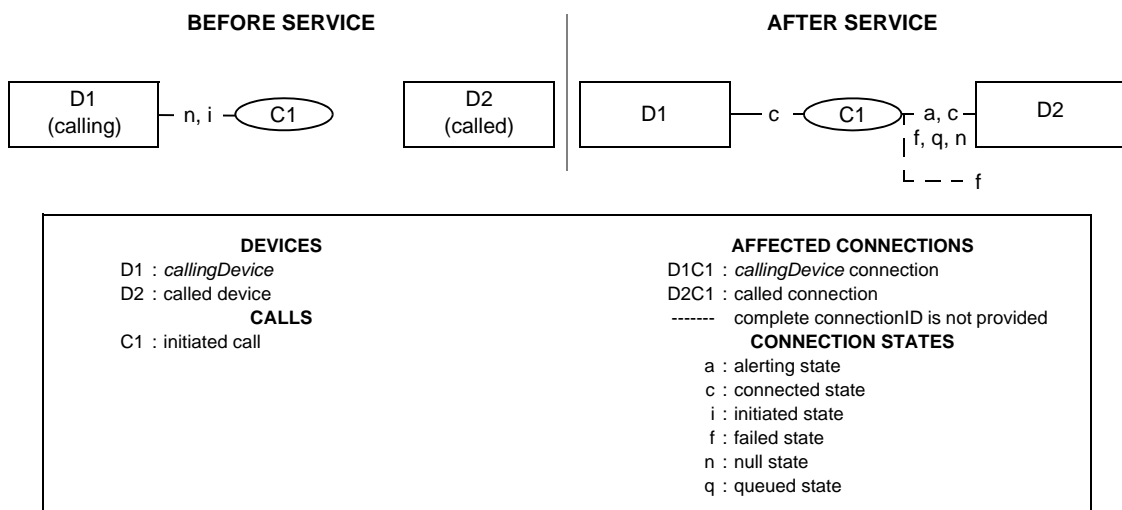 BEFORE SERVICE
AFTER SERVICE
D1
(calling)
n, i
C1
D2
(called)
D1
c
C1
a, c
f, q, n
f
D2
DEVICES
D1 : callingDevice
D2 : called device
CALLS
C1 : initiated call
AFFECTED CONNECTIONS
D1C1 : callingDevice connection
D2C1 : called connection
------- complete connectionID is not provided
CONNECTION STATES
a : alerting state
c : connected state
i : initiated state
f : failed state
n : null state
q : queued state